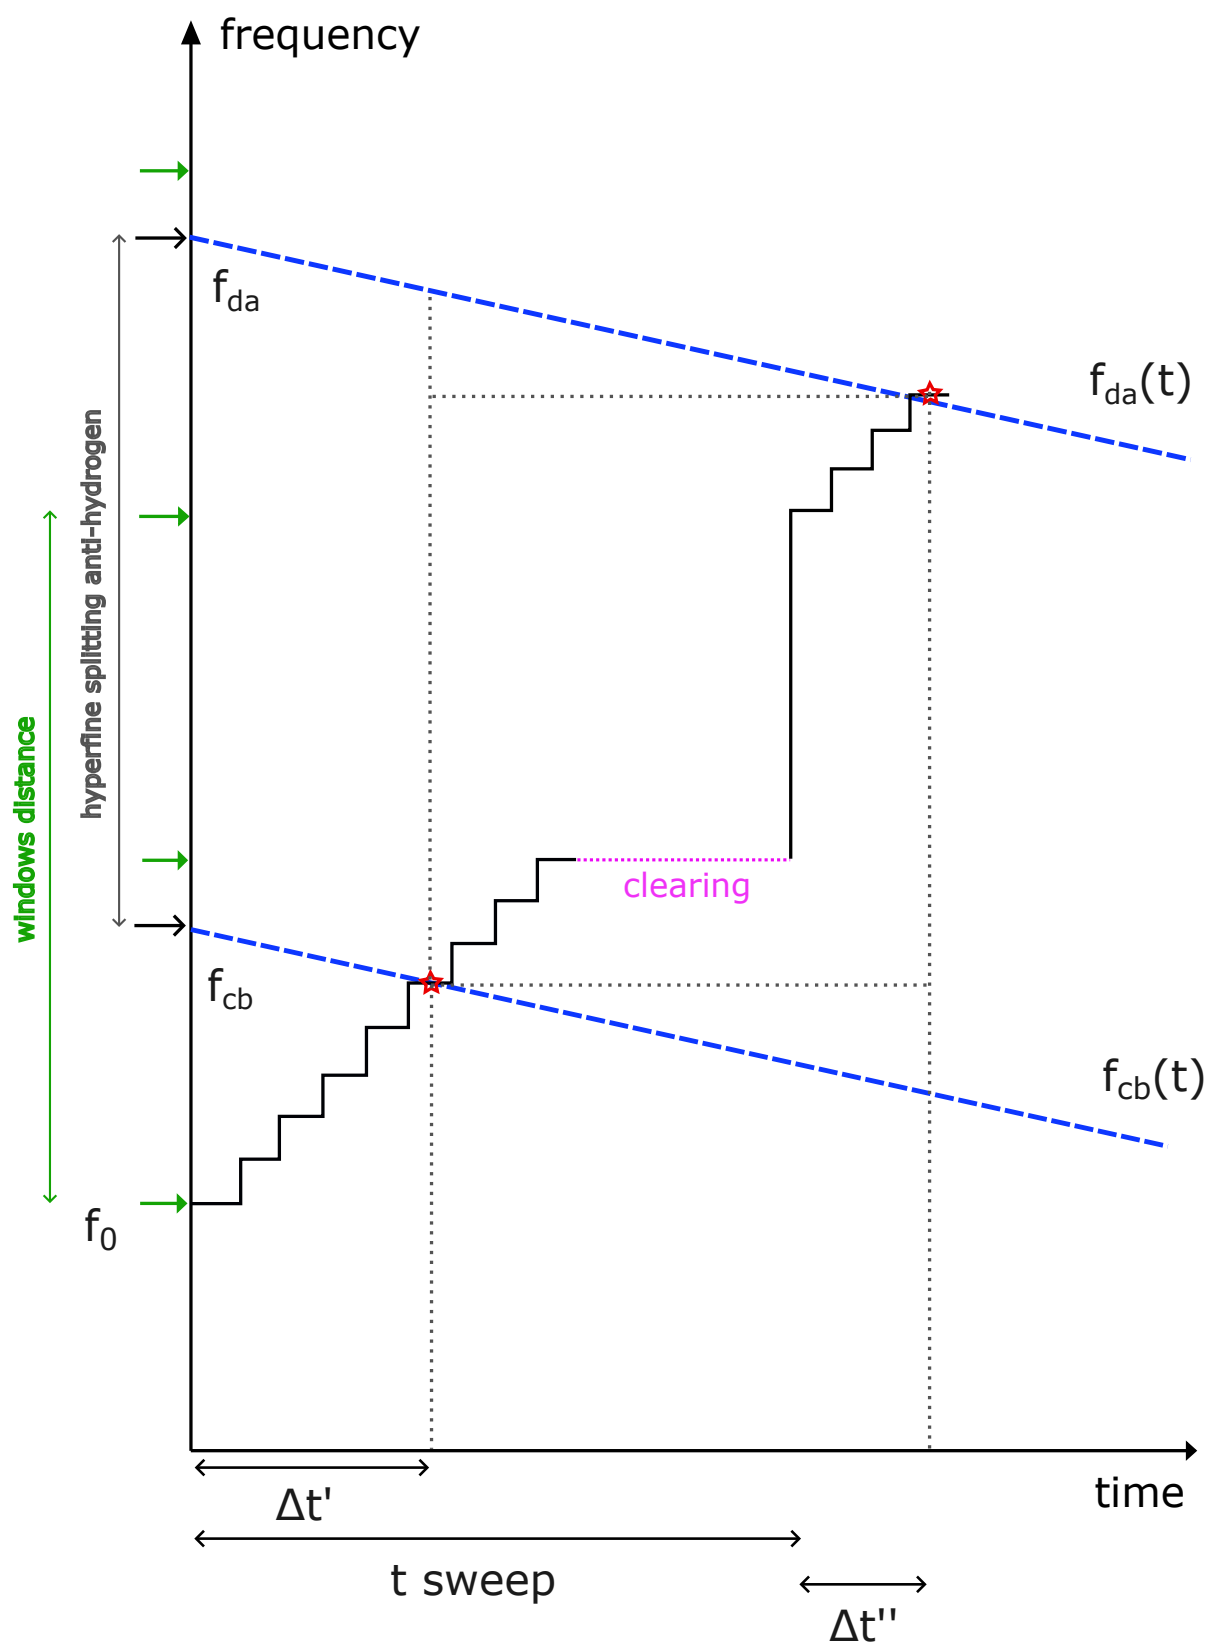 frequency
f_da
f_da(t)
hyperfine splitting anti-hydrogen
windows distance
clearing
f_cb
f_cb(t)
f_0
time
Δt'
t sweep
Δt''